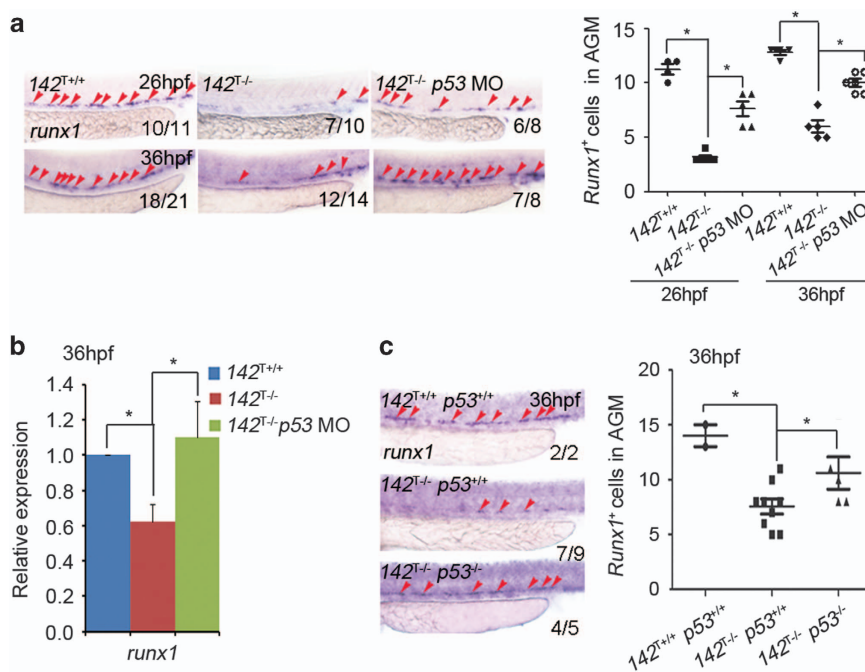 a
142ᵀ⁺/⁺ 26hpf
runx1 10/11
142ᵀ⁻/⁻
7/10
142ᵀ⁻/⁻ p53 MO
6/8
36hpf
18/21
12/14
7/8
Runx1⁺ cells in AGM
15
10
5
0
* * * *
142ᵀ⁺/⁺
142ᵀ⁻/⁻
142ᵀ⁻/⁻ p53 MO
142ᵀ⁺/⁺
142ᵀ⁻/⁻
142ᵀ⁻/⁻ p53 MO
26hpf 36hpf
b
36hpf
Relative expression
1.4
1.2
1.0
0.8
0.6
0.4
0.2
0.0
* *
142ᵀ⁺/⁺
142ᵀ⁻/⁻
142ᵀ⁻/⁻p53 MO
runx1
c
142ᵀ⁺/⁺ p53⁺/⁺ 36hpf
runx1 2/2
142ᵀ⁻/⁻ p53⁺/⁺
7/9
142ᵀ⁻/⁻ p53⁻/⁻
4/5
36hpf
Runx1⁺ cells in AGM
20
15
10
5
0
* *
142ᵀ⁺/⁺ p53⁺/⁺
142ᵀ⁻/⁻ p53⁺/⁺
142ᵀ⁻/⁻ p53⁻/⁻